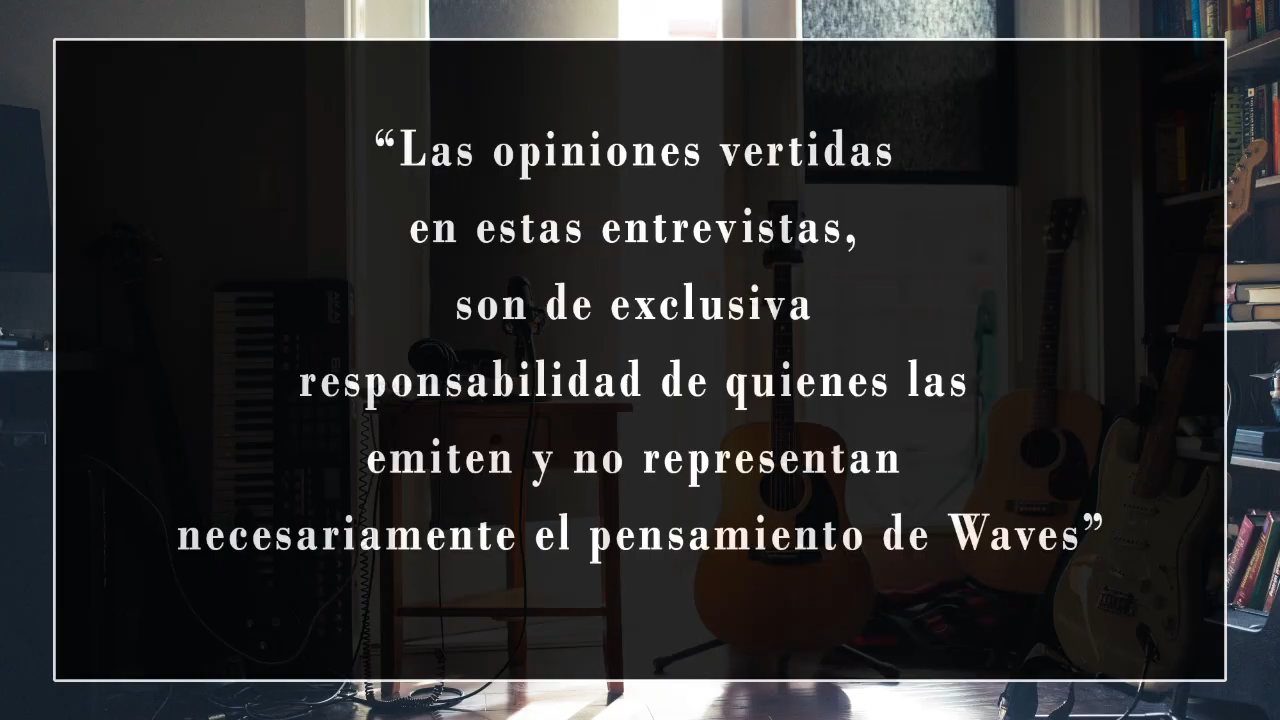 “Las opiniones vertidas
en estas entrevistas,
son de exclusiva
responsabilidad de quienes las
emiten y no representan
necesariamente el pensamiento de Waves”